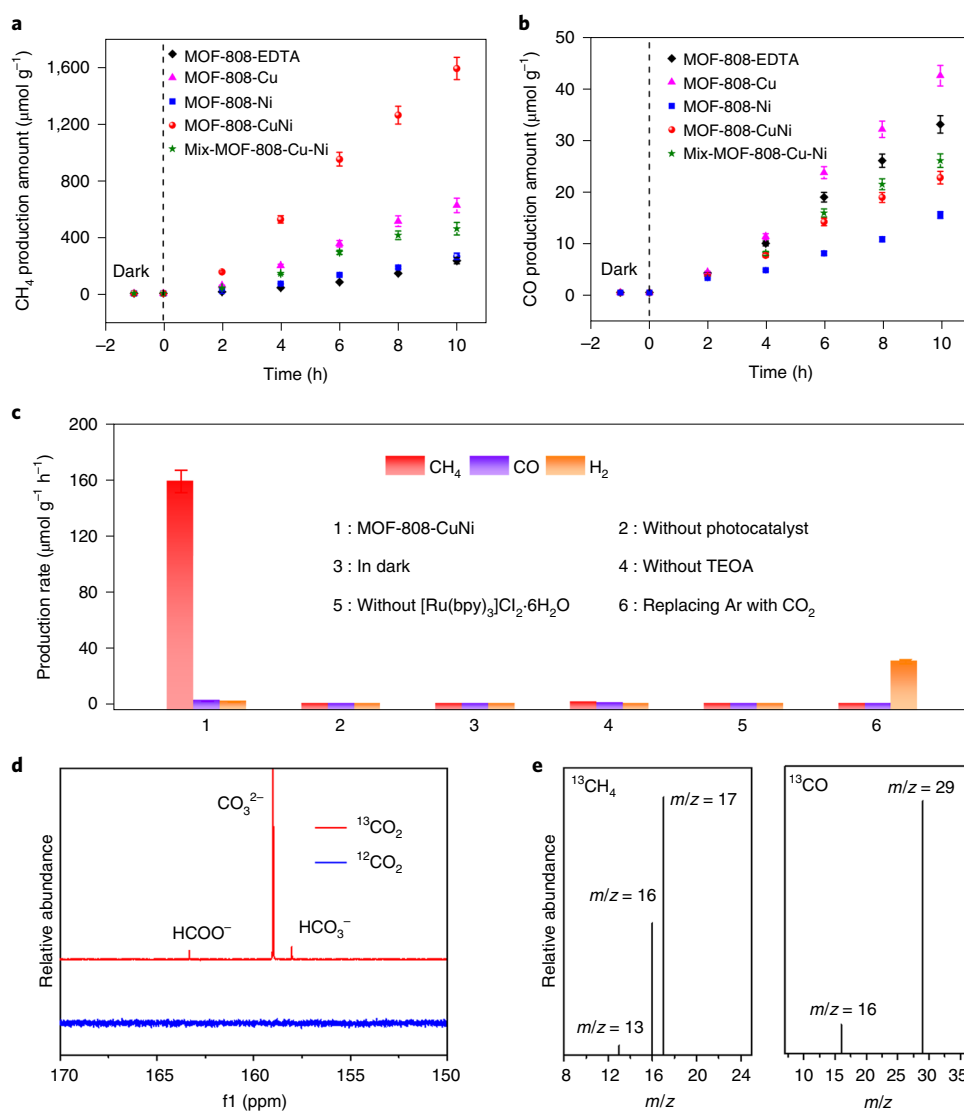 a
CH₄ production amount (μmol g⁻¹)
1,600
1,200
800
400
0
MOF-808-EDTA
MOF-808-Cu
MOF-808-Ni
MOF-808-CuNi
Mix-MOF-808-Cu-Ni
Dark
–2 0 2 4 6 8 10
Time (h)
b
CO production amount (μmol g⁻¹)
50
40
30
20
10
0
MOF-808-EDTA
MOF-808-Cu
MOF-808-Ni
MOF-808-CuNi
Mix-MOF-808-Cu-Ni
Dark
–2 0 2 4 6 8 10
Time (h)
c
Production rate (μmol g⁻¹ h⁻¹)
200
160
120
80
40
0
CH₄ CO H₂
1 : MOF-808-CuNi 2 : Without photocatalyst
3 : In dark 4 : Without TEOA
5 : Without [Ru(bpy)₃]Cl₂·6H₂O 6 : Replacing Ar with CO₂
1 2 3 4 5 6
d
Relative abundance
CO₃²⁻
¹³CO₂
¹²CO₂
HCOO⁻
HCO₃⁻
170 165 160 155 150
f1 (ppm)
e
Relative abundance
¹³CH₄
m/z = 17
m/z = 16
m/z = 13
8 12 16 20 24
m/z
¹³CO
m/z = 29
m/z = 16
10 15 20 25 30 35
m/z